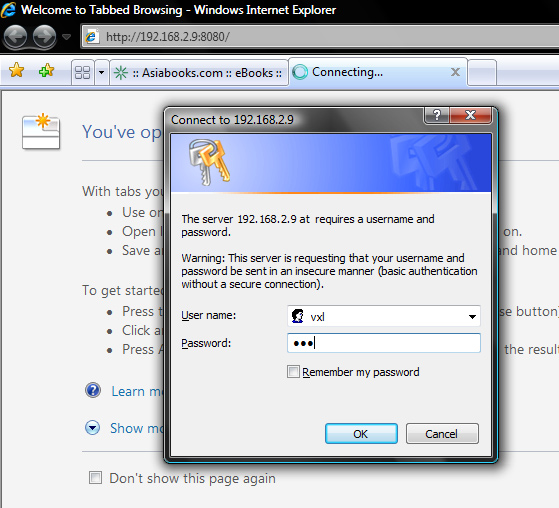 Welcome to Tabbed Browsing - Windows Internet Explorer
http://192.168.2.9:8080/
:: Asiabooks.com :: eBooks ::
Connecting...
Connect to 192.168.2.9
You've op
The server 192.168.2.9 at requires a username and
password.
With tabs you
Use on
Open
on.
Save an
nd home
Warning: This server is requesting that your username and
password be sent in an insecure manner (basic authentication
without a secure connection).
To get started
User name:
vxl
Press t
se button)
Click an
Password:
•••
Press A
the result
Remember my password
Learn mo
Show mo
OK
Cancel
Don't show this page again